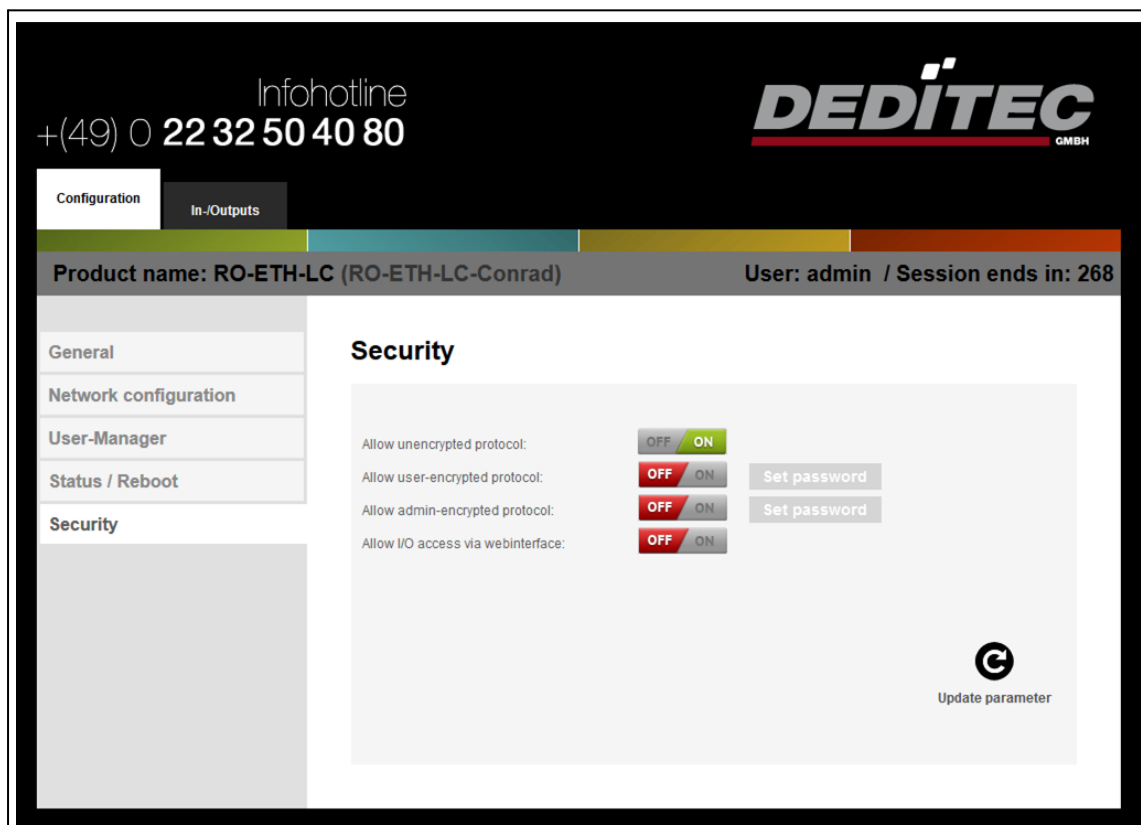 Infohotline
+(49) 0 22 32 50 40 80
DEDITEC
GMBH
Configuration
In-/Outputs
Product name: RO-ETH-LC (RO-ETH-LC-Conrad) User: admin / Session ends in: 268
General
Network configuration
User-Manager
Status / Reboot
Security
Security
Allow unencrypted protocol: OFF ON
Allow user-encrypted protocol: OFF ON Set password
Allow admin-encrypted protocol: OFF ON Set password
Allow I/O access via webinterface: OFF ON
Update parameter